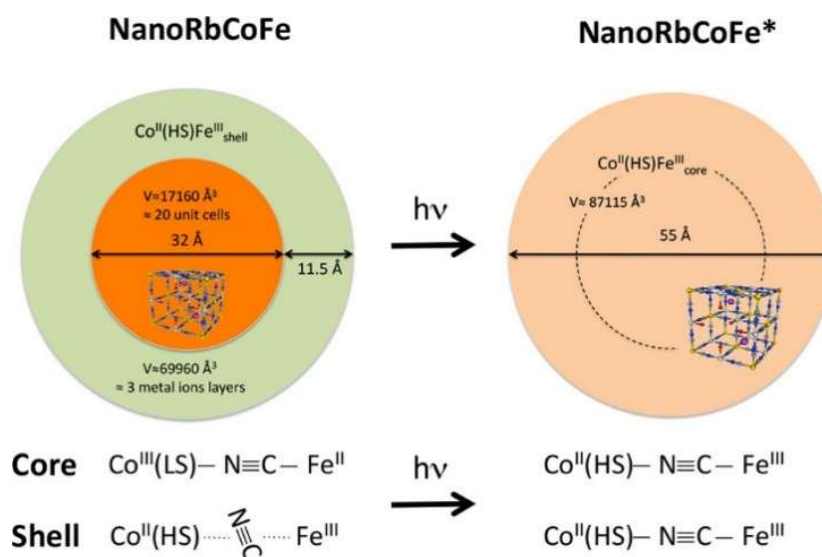 NanoRbCoFe
NanoRbCoFe*
Co^II(HS)Fe^III_shell
V≈17160 Å³
≈ 20 unit cells
32 Å
11.5 Å
V≈69960 Å³
≈ 3 metal ions layers
hν
Co^II(HS)Fe^III_core
V≈ 87115 Å³
55 Å
Core Co^III(LS)– N≡C – Fe^II
hν
Co^II(HS)– N≡C – Fe^III
Shell Co^II(HS) ······ N≡C ······ Fe^III
Co^II(HS)– N≡C – Fe^III